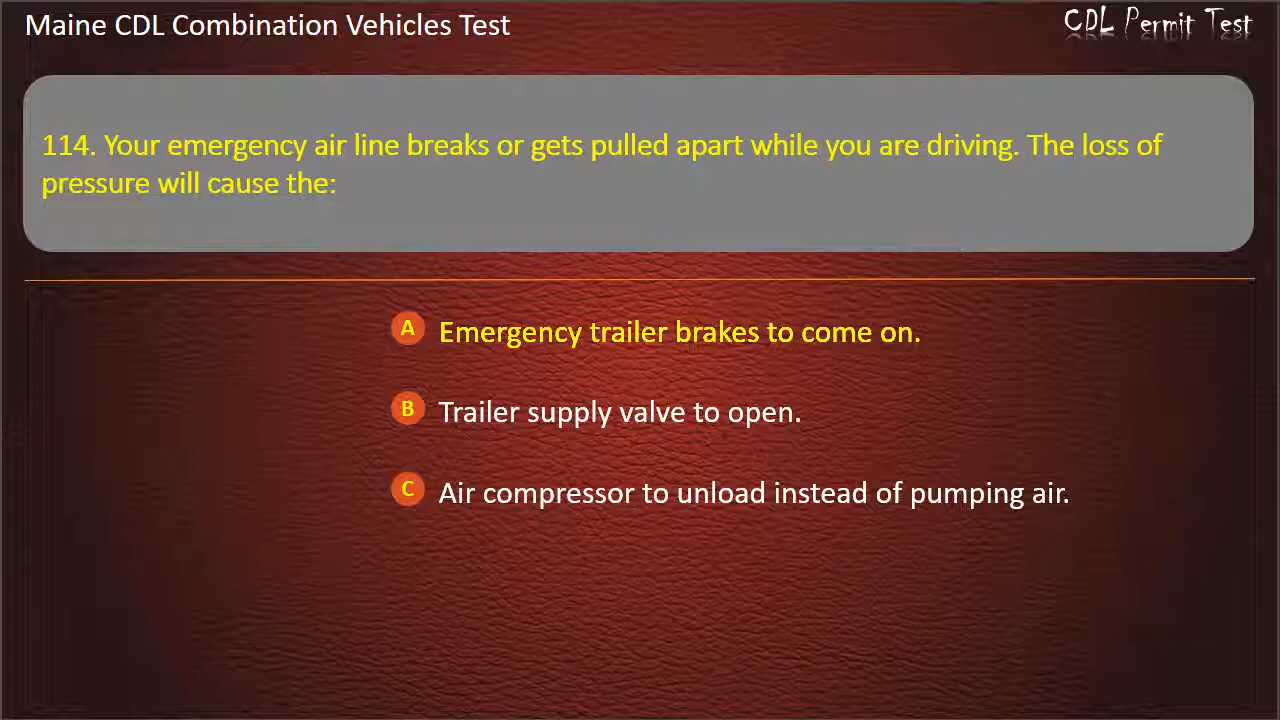 Maine CDL Combination Vehicles Test
CDL Permit Test
114. Your emergency air line breaks or gets pulled apart while you are driving. The loss of
pressure will cause the:
A Emergency trailer brakes to come on.
B Trailer supply valve to open.
C Air compressor to unload instead of pumping air.